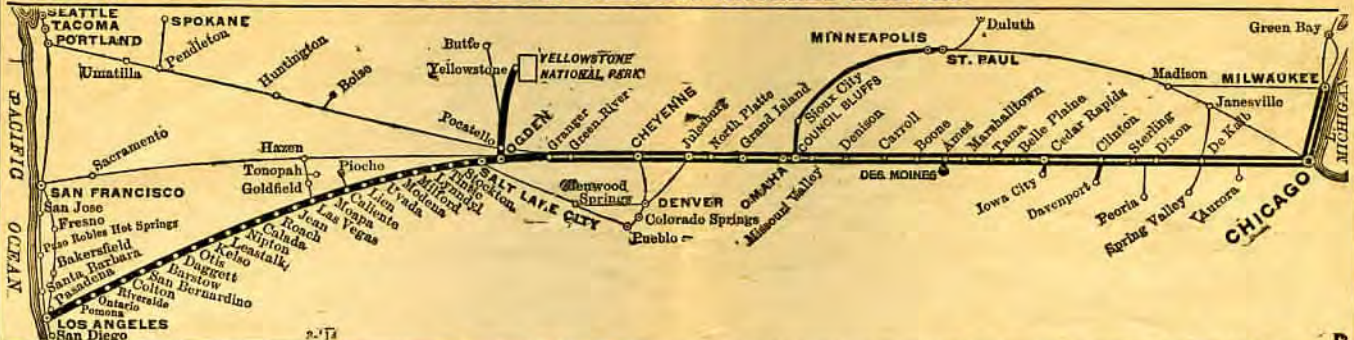 SEATTLE
TACOMA
PORTLAND
SPOKANE
Pendleton
Umatilla
Huntington
Boise
Butte
Yellowstone
YELLOWSTONE
NATIONAL PARK
Pocatello
OGDEN
Granger
Green River
CHEYENNE
Julesburg
North Platte
Grand Island
OMAHA
Missouri Valley
COUNCIL BLUFFS
Sioux City
MINNEAPOLIS
ST. PAUL
Duluth
Denison
Carroll
Boone
Ames
DES MOINES
Marshalltown
Tama
Belle Plaine
Cedar Rapids
Iowa City
Clinton
Davenport
Sterling
Dixon
Peoria
De Kalb
Spring Valley
Aurora
Madison
Janesville
Green Bay
MILWAUKEE
CHICAGO
PACIFIC
OCEAN
Sacramento
Hazen
Tonopah
Goldfield
Piocho
SAN FRANCISCO
San Jose
Fresno
Paso Robles Hot Springs
Bakersfield
Santa Barbara
Pasadena
LOS ANGELES
San Diego
Pomona
Ontario
Riverside
Colton
San Bernardino
Barstow
Daggett
Otis
Kelso
Leastalk
Nipton
Calada
Roach
Jean
Las Vegas
Moapa
Caliente
Uvada
Modena
Milford
Lynndyl
Tintic
Stockton
SALT LAKE CITY
Glenwood
Springs
DENVER
Colorado Springs
Pueblo